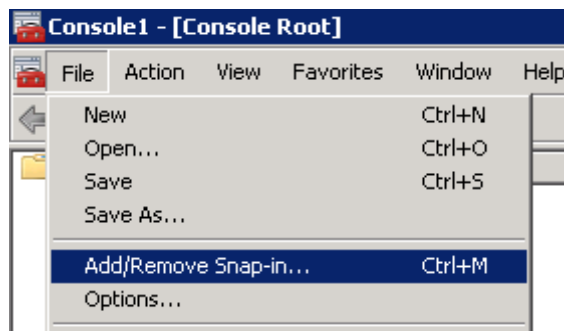 Console1 - [Console Root]
File Action View Favorites Window Help
New Ctrl+N
Open... Ctrl+O
Save Ctrl+S
Save As...
Add/Remove Snap-in... Ctrl+M
Options...